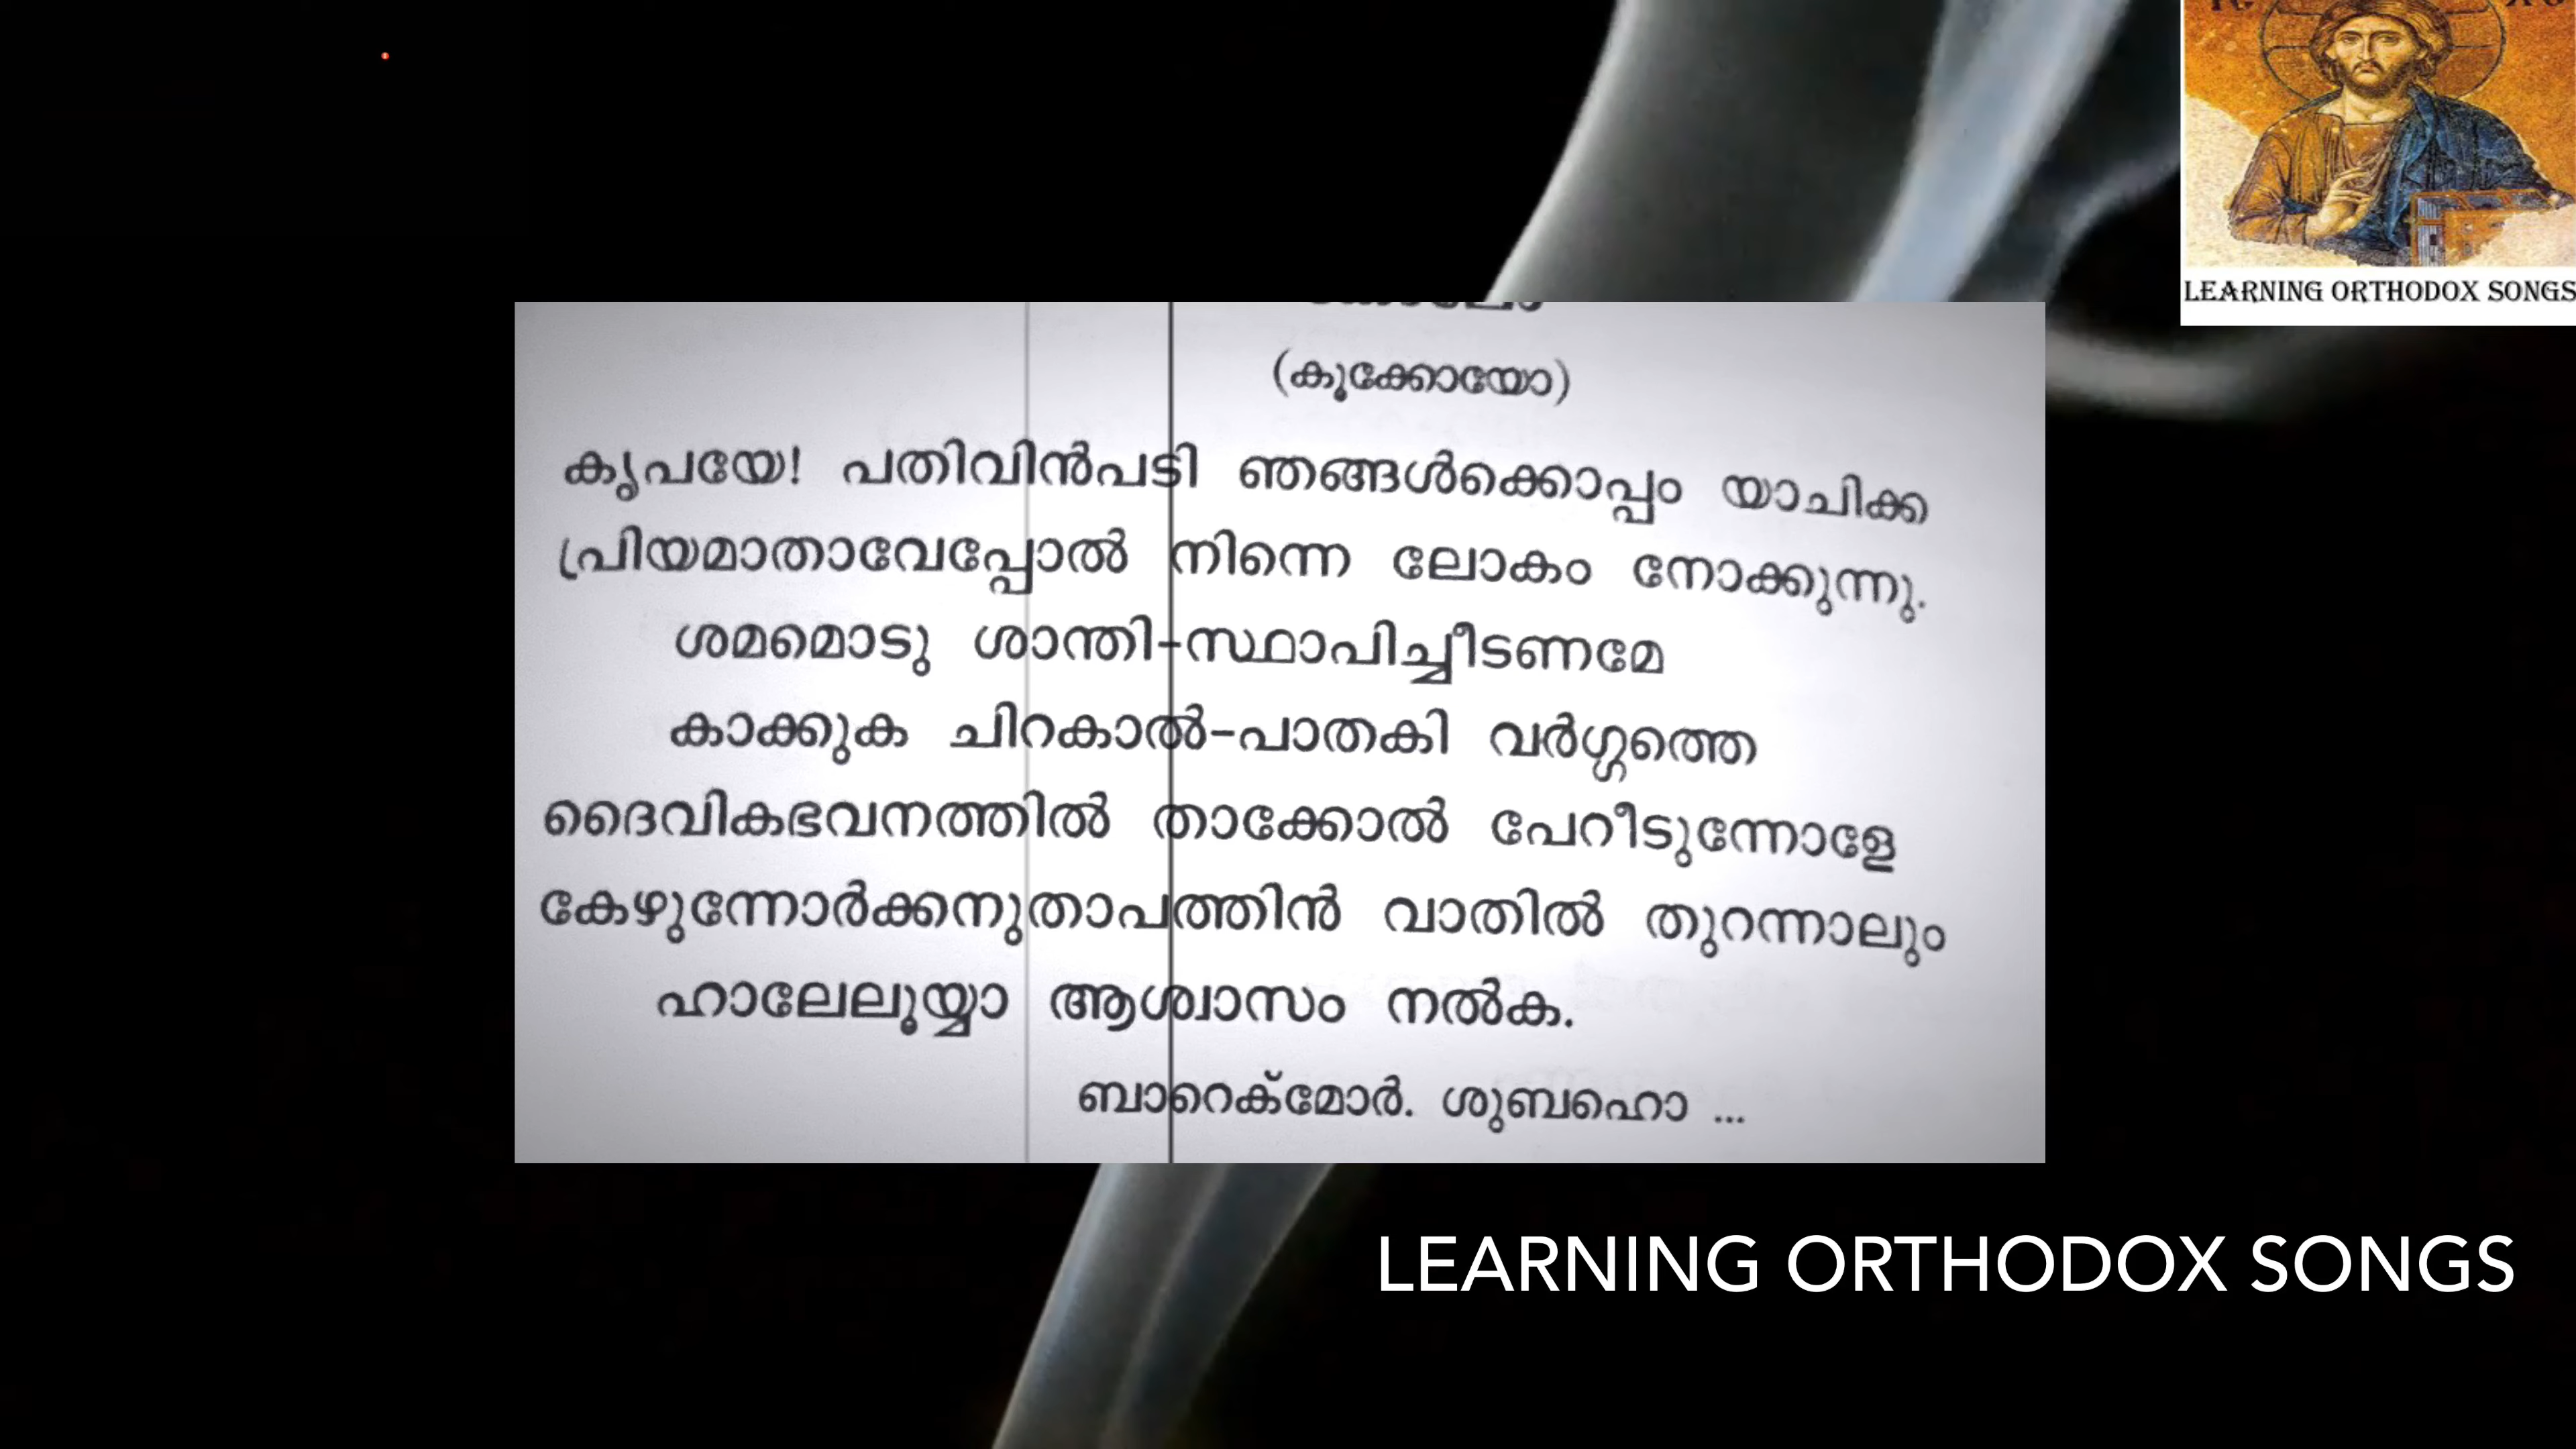 LEARNING ORTHODOX SONGS
(കൂക്കോയോ)
കൃപയേ! പതിവിൻപടി ഞങ്ങൾക്കൊപ്പം യാചിക്ക
പ്രിയമാതാവേപ്പോൽ നിന്നെ ലോകം നോക്കുന്നു.
ശമമൊടു ശാന്തി-സ്ഥാപിച്ചീടണമേ
കാക്കുക ചിറകാൽ-പാതകി വർഗ്ഗത്തെ
ദൈവികഭവനത്തിൽ താക്കോൽ പേറീടുന്നോളേ
കേഴുന്നോർക്കനുതാപത്തിൻ വാതിൽ തുറന്നാലും
ഹാലേലൂയ്യാ ആശ്വാസം നൽക.
ബാറെക്മോർ. ശുബഹൊ ...
LEARNING ORTHODOX SONGS